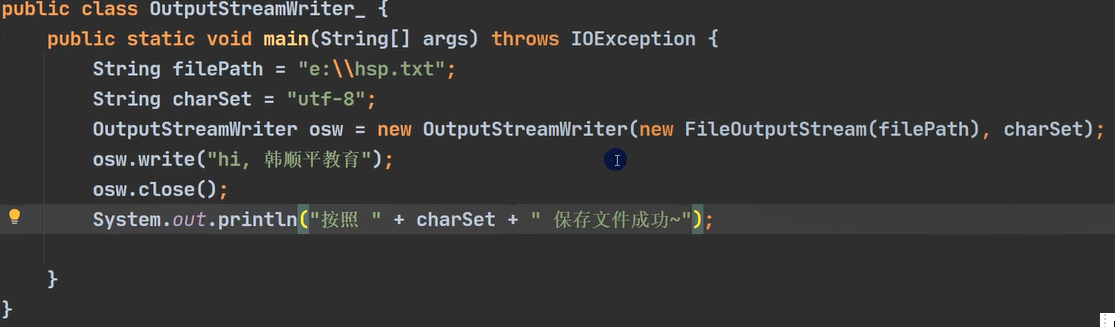 public class OutputStreamWriter_ {
    public static void main(String[] args) throws IOException {
        String filePath = "e:\\hsp.txt";
        String charSet = "utf-8";
        OutputStreamWriter osw = new OutputStreamWriter(new FileOutputStream(filePath), charSet);
        osw.write("hi, 韩顺平教育");
        osw.close();
        System.out.println("按照 " + charSet + " 保存文件成功~");
    }
}